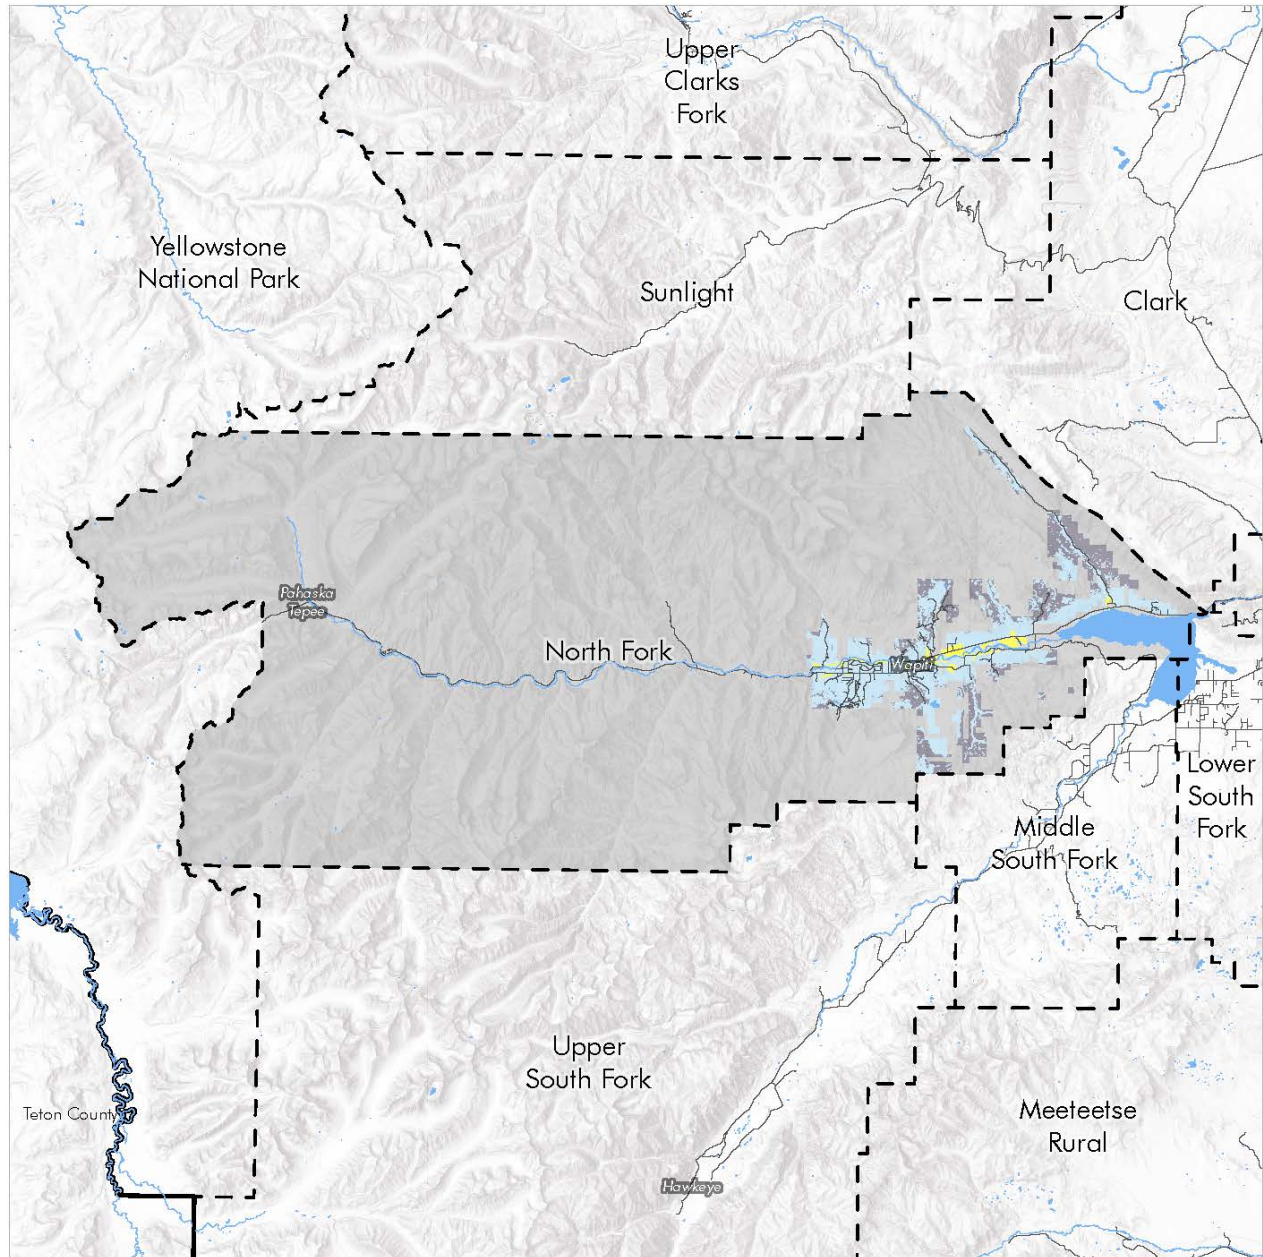 Upper
Clarks
Fork
Yellowstone
National Park
Sunlight
Clark
Pahaska
Tepee
North Fork
Wapiti
Lower
South
Fork
Middle
South Fork
Upper
South Fork
Teton County
Meeteetse
Rural
Hawkeye